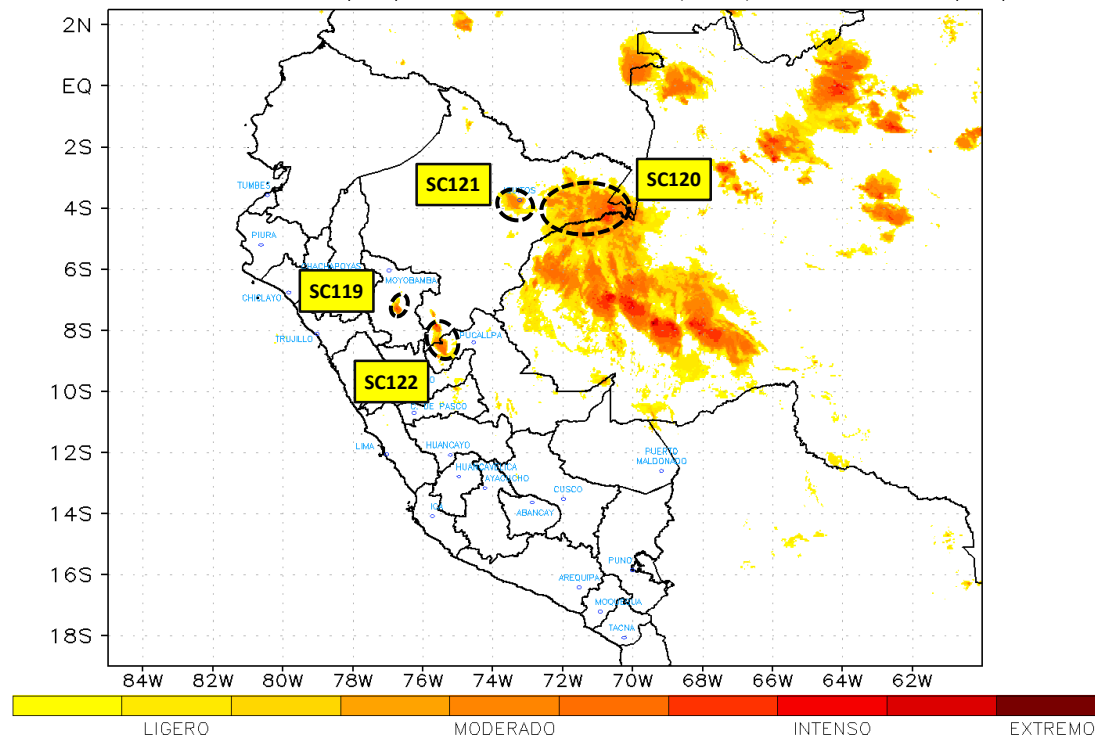 2N
EQ
2S
4S
6S
8S
10S
12S
14S
16S
18S
SC121
SC120
TUMBES
PIURA
MOYOBAMBA
SC119
CHICLAYO
TRUJILLO
PUCALLPA
SC122
C. DE PASCO
LIMA
HUANCAYO
PUERTO
MALDONADO
HUANCAVELICA
AYACUCHO
CUSCO
ICA
ABANCAY
PUNO
AREQUIPA
MOQUEGUA
TACNA
84W 82W 80W 78W 76W 74W 72W 70W 68W 66W 64W 62W
LIGERO MODERADO INTENSO EXTREMO